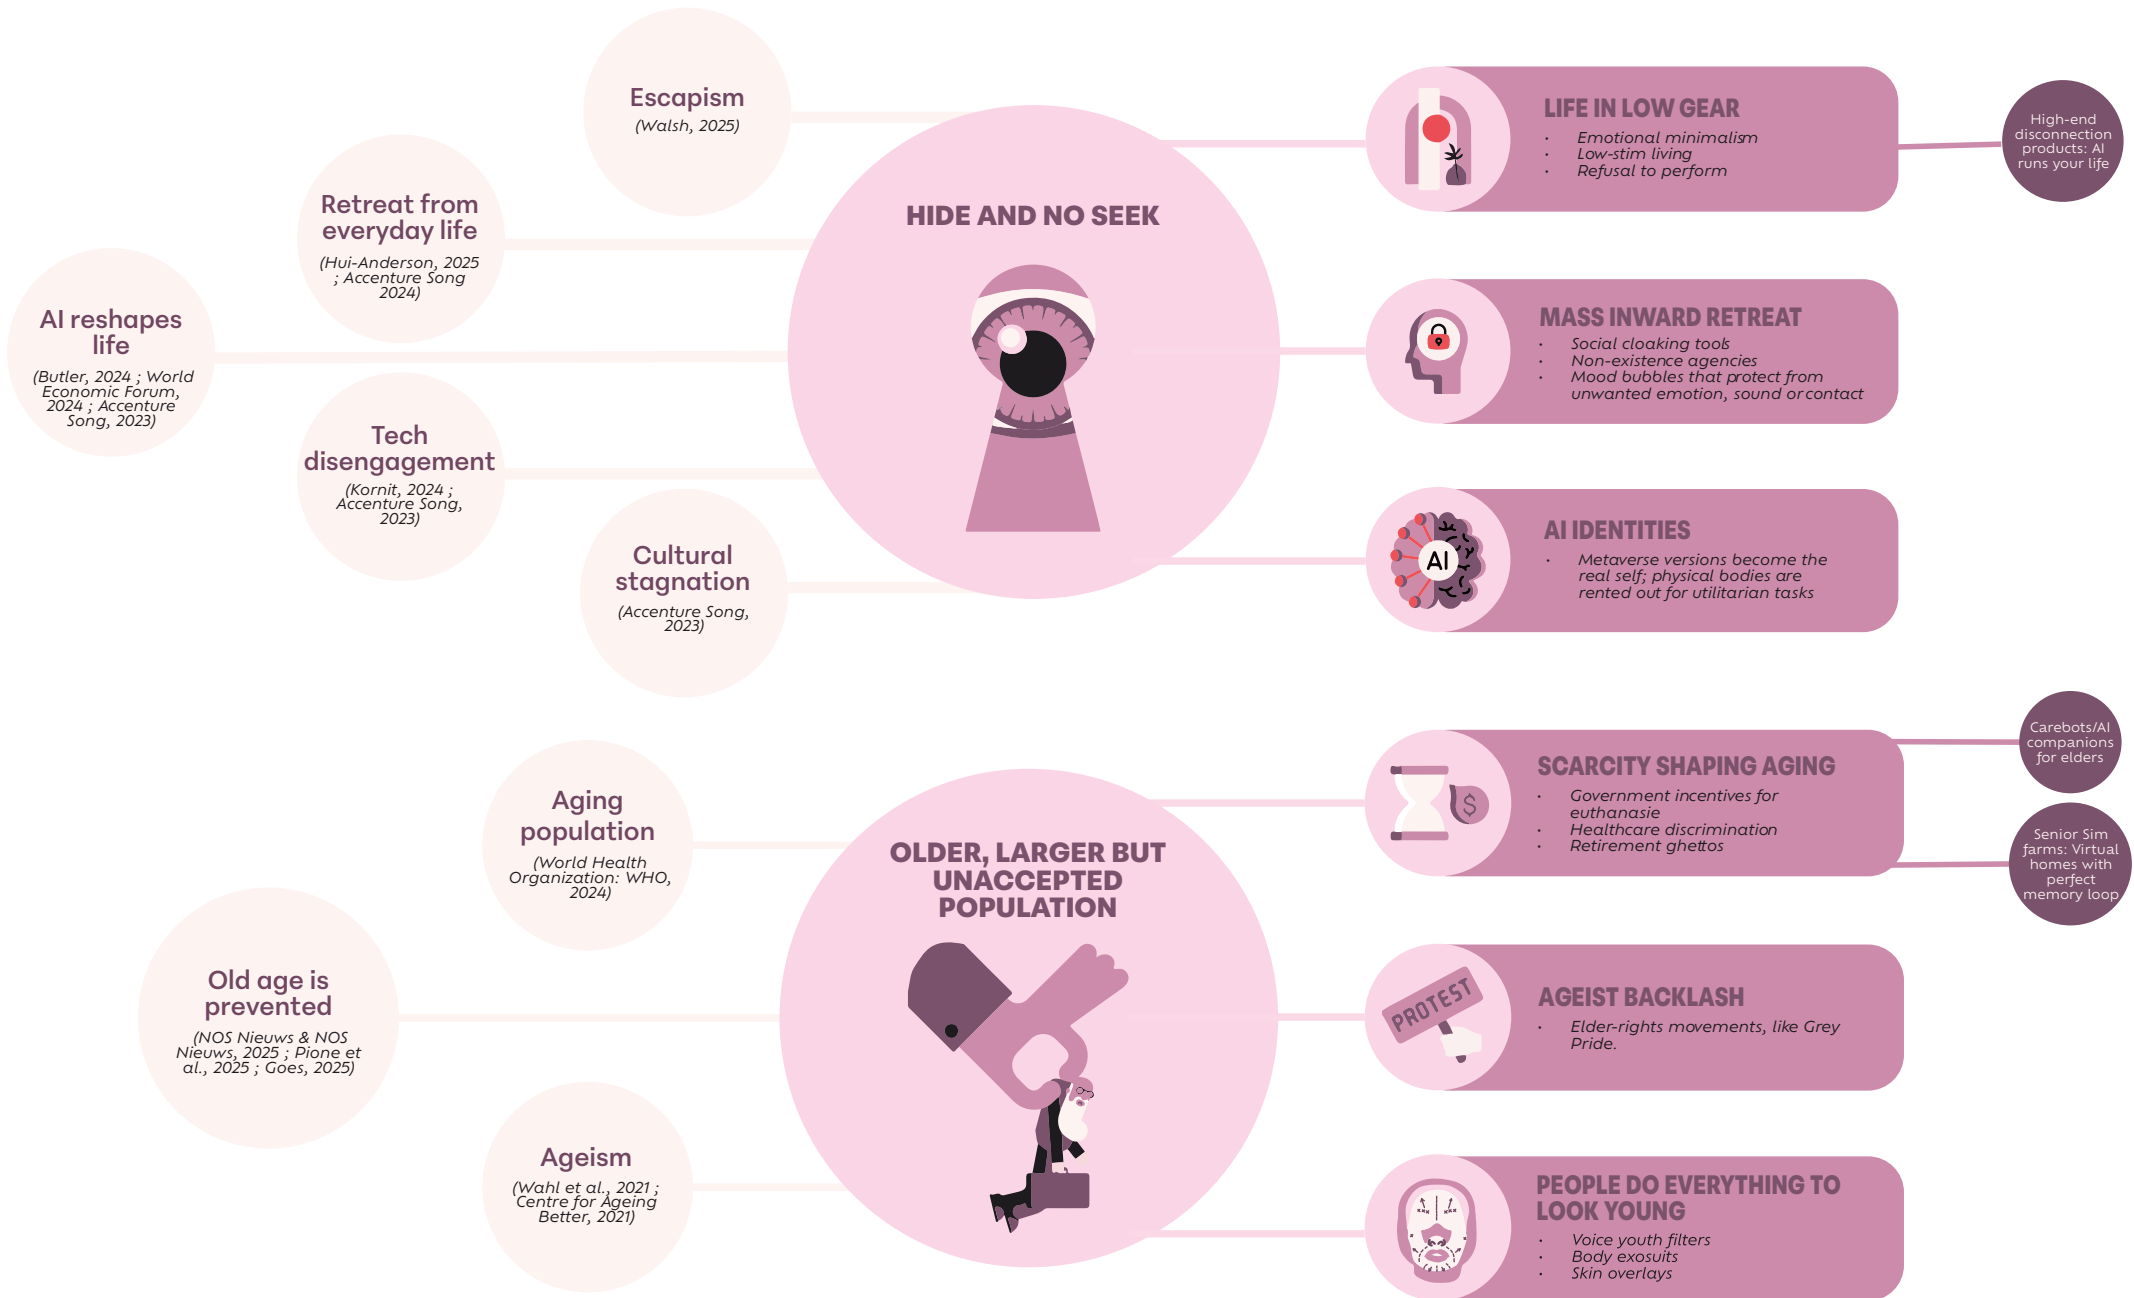 Escapism
(Walsh, 2025)
Retreat from
everyday life
(Hui-Anderson, 2025
; Accenture Song
2024)
AI reshapes
life
(Butler, 2024 ; World
Economic Forum,
2024 ; Accenture
Song, 2023)
Tech
disengagement
(Kornit, 2024 ;
Accenture Song,
2023)
Cultural
stagnation
(Accenture Song,
2023)
HIDE AND NO SEEK
LIFE IN LOW GEAR
• Emotional minimalism
• Low-stim living
• Refusal to perform
High-end
disconnection
products: AI
runs your life
MASS INWARD RETREAT
• Social cloaking tools
• Non-existence agencies
• Mood bubbles that protect from
unwanted emotion, sound or contact
AI
AI IDENTITIES
• Metaverse versions become the
real self; physical bodies are
rented out for utilitarian tasks
Aging
population
(World Health
Organization: WHO,
2024)
Old age is
prevented
(NOS Nieuws & NOS
Nieuws, 2025 ; Pione et
al., 2025 ; Goes, 2025)
Ageism
(Wahl et al., 2021 ;
Centre for Ageing
Better, 2021)
OLDER, LARGER BUT
UNACCEPTED
POPULATION
$
SCARCITY SHAPING AGING
• Government incentives for
euthanasie
• Healthcare discrimination
• Retirement ghettos
Carebots/AI
companions
for elders
Senior Sim
farms: Virtual
homes with
perfect
memory loop
PROTEST
AGEIST BACKLASH
• Elder-rights movements, like Grey
Pride.
PEOPLE DO EVERYTHING TO
LOOK YOUNG
• Voice youth filters
• Body exosuits
• Skin overlays